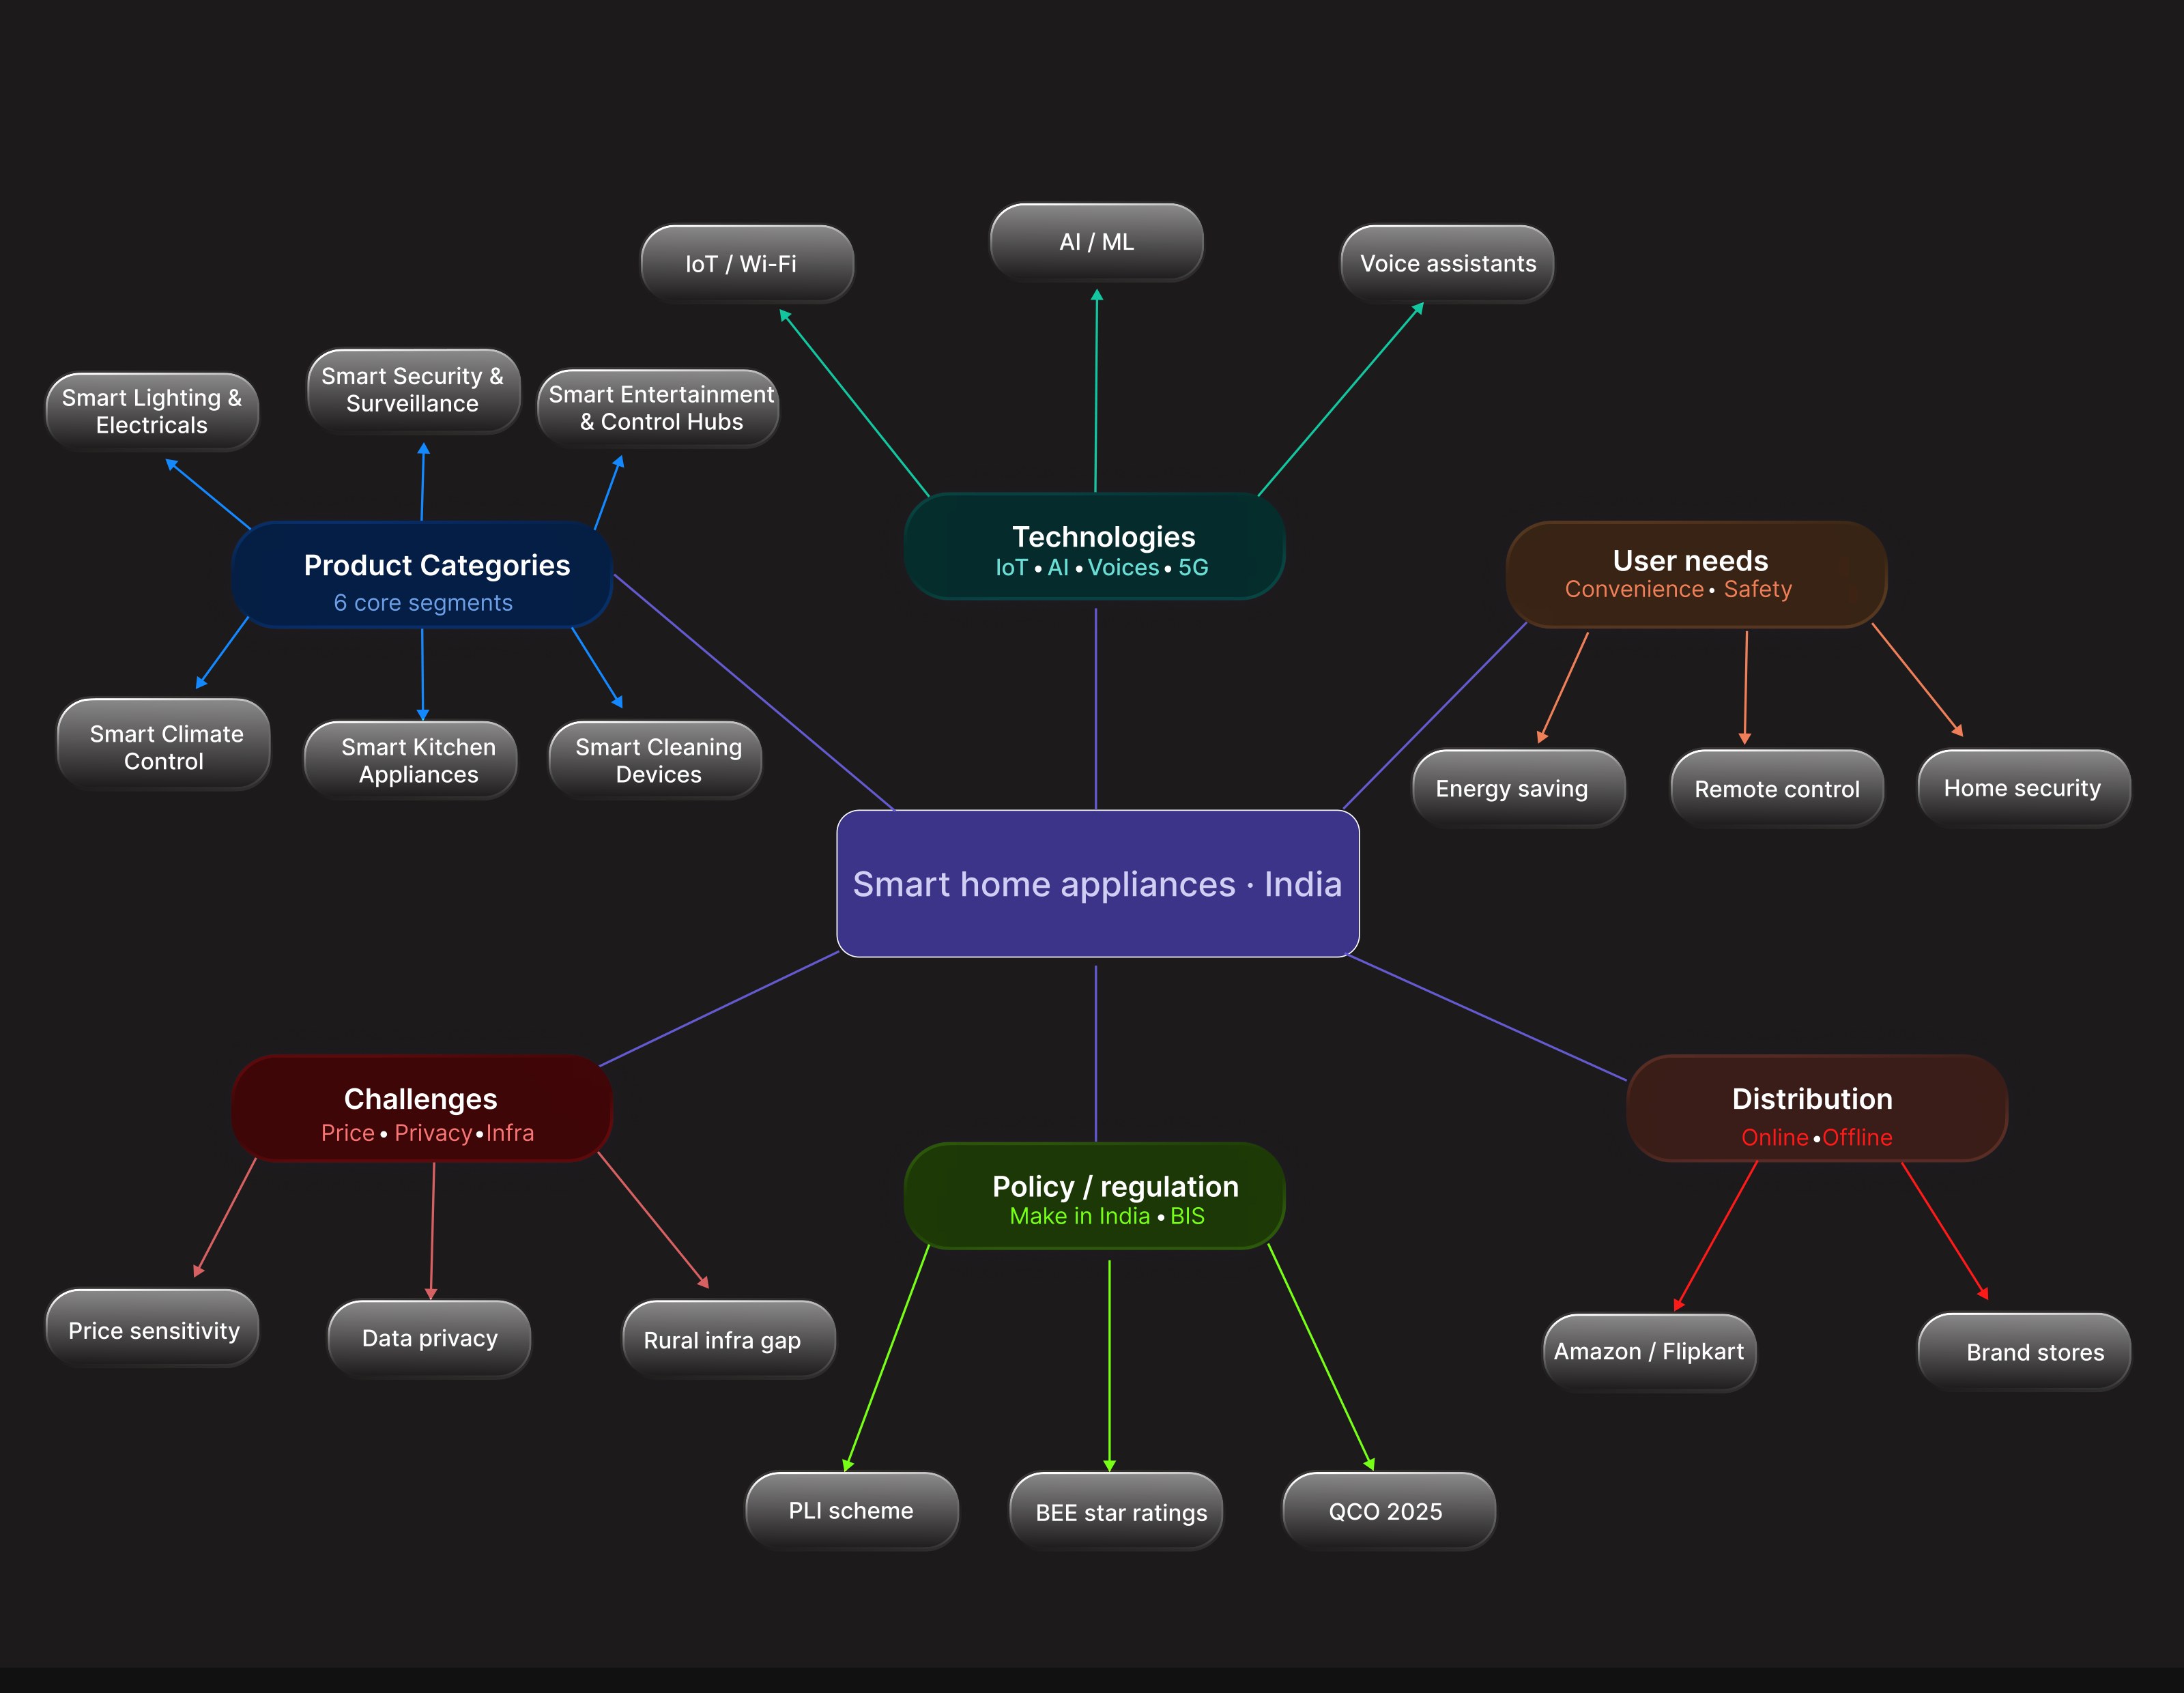 IoT / Wi-Fi
AI / ML
Voice assistants
Smart Lighting &
Electricals
Smart Security &
Surveillance
Smart Entertainment
& Control Hubs
Product Categories
6 core segments
Technologies
IoT • AI • Voices • 5G
User needs
Convenience • Safety
Smart Climate
Control
Smart Kitchen
Appliances
Smart Cleaning
Devices
Energy saving
Remote control
Home security
Smart home appliances · India
Challenges
Price • Privacy • Infra
Policy / regulation
Make in India • BIS
Distribution
Online • Offline
Price sensitivity
Data privacy
Rural infra gap
Amazon / Flipkart
Brand stores
PLI scheme
BEE star ratings
QCO 2025